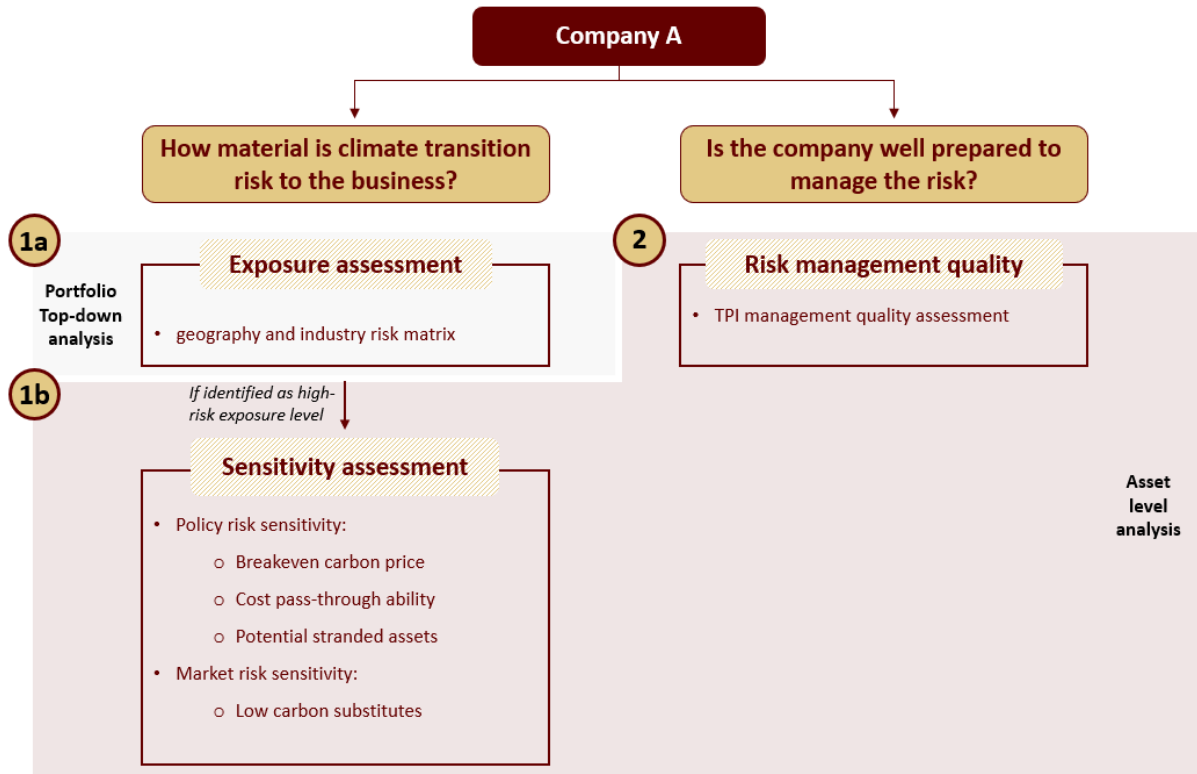 Company A
How material is climate transition
risk to the business?
Is the company well prepared to
manage the risk?
1a
Portfolio
Top-down
analysis
Exposure assessment
• geography and industry risk matrix
2
Risk management quality
• TPI management quality assessment
1b
If identified as high-
risk exposure level
Sensitivity assessment
• Policy risk sensitivity:
o Breakeven carbon price
o Cost pass-through ability
o Potential stranded assets
• Market risk sensitivity:
o Low carbon substitutes
Asset
level
analysis